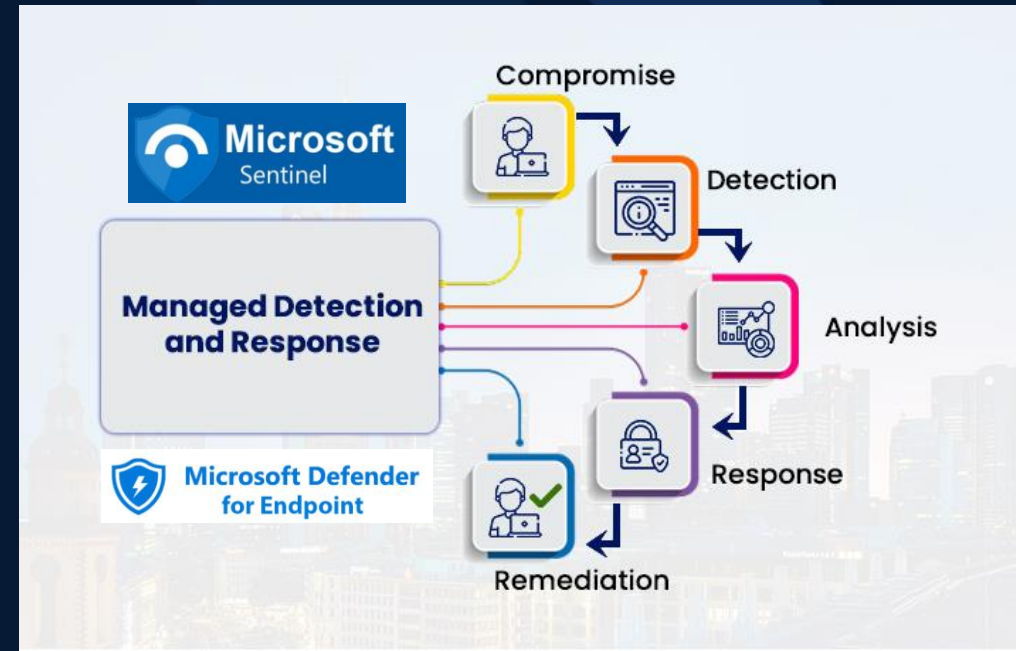 Compromise
Microsoft
Sentinel
Detection
Managed Detection
and Response
Analysis
Microsoft Defender
for Endpoint
Response
Remediation